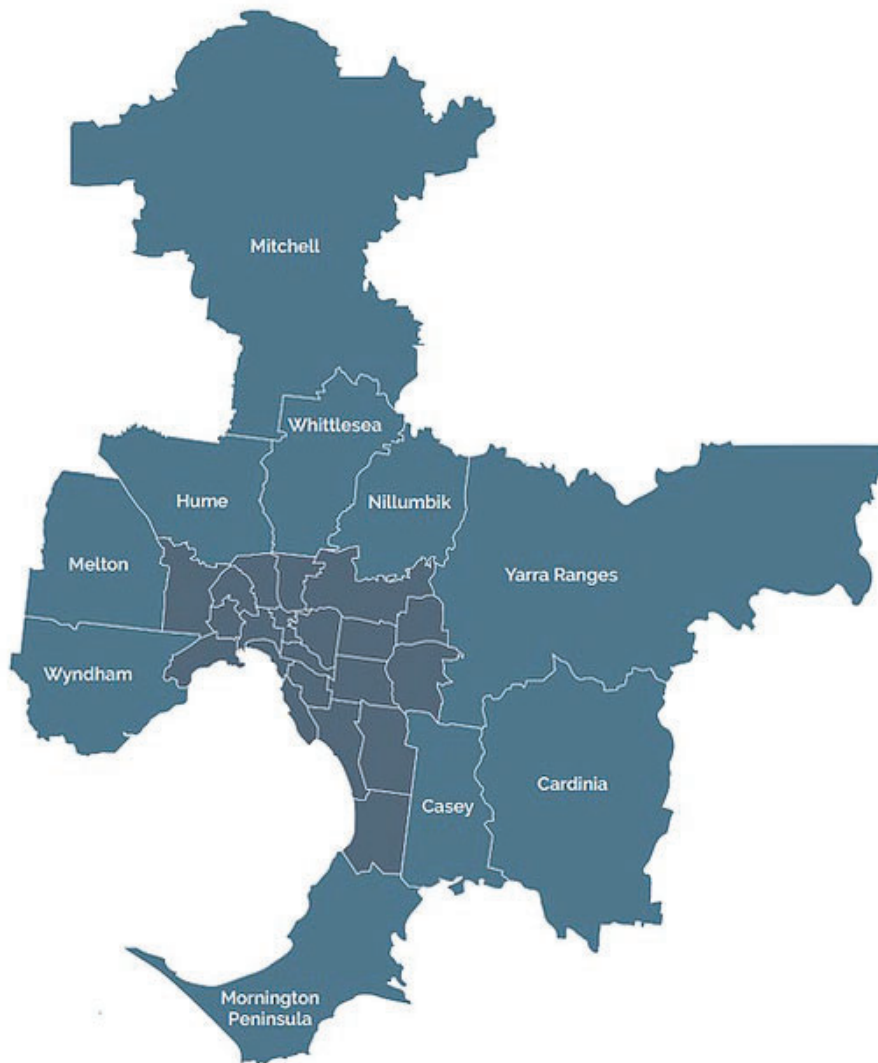 Mitchell
Whittlesea
Hume
Nillumbik
Melton
Yarra Ranges
Wyndham
Cardinia
Casey
Mornington
Peninsula